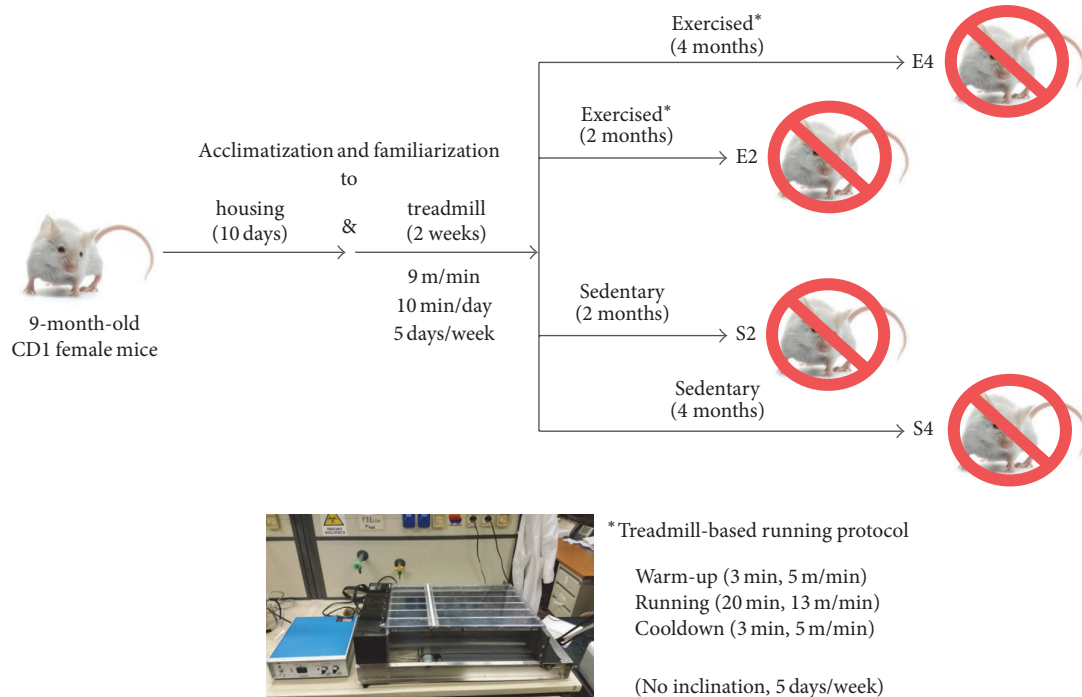 Exercised*
(4 months)
E4
Exercised*
(2 months)
E2
Acclimatization and familiarization
to
housing
(10 days)
&
treadmill
(2 weeks)
9 m/min
10 min/day
5 days/week
9-month-old
CD1 female mice
Sedentary
(2 months)
S2
Sedentary
(4 months)
S4
*Treadmill-based running protocol
Warm-up (3 min, 5 m/min)
Running (20 min, 13 m/min)
Cooldown (3 min, 5 m/min)
(No inclination, 5 days/week)